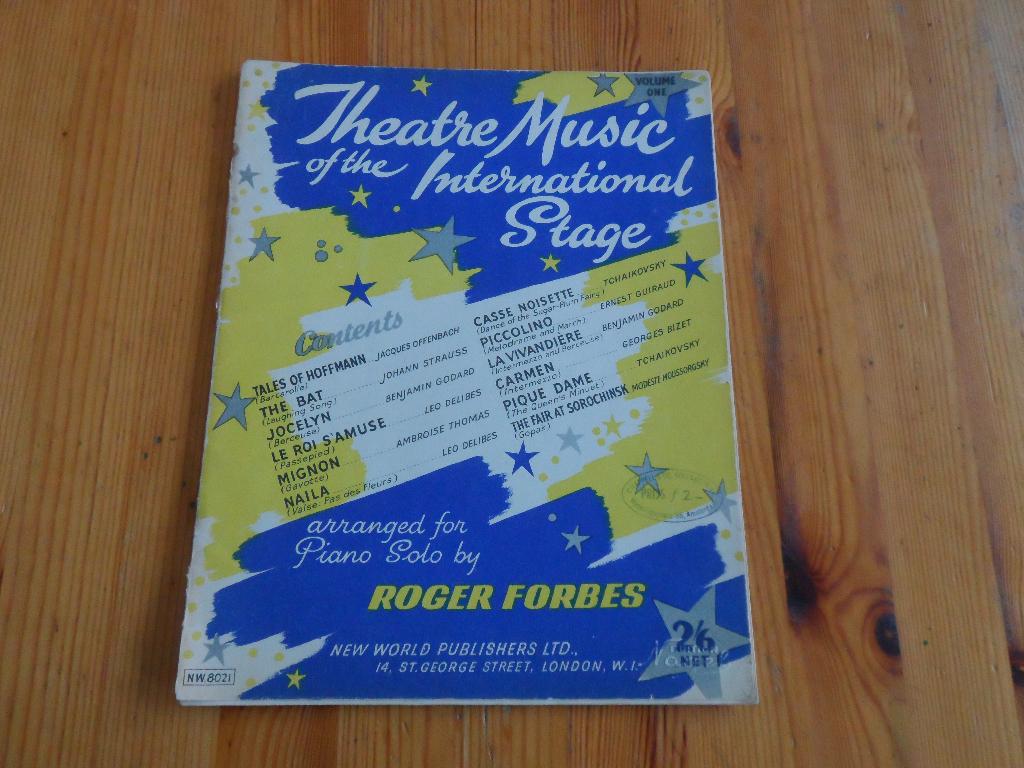 VOLUME
ONE
Theatre Music
of the International
Stage
Contents
TALES OF HOFFMANN JACQUES OFFENBACH
(Barcarolle)
THE BAT JOHANN STRAUSS
(Laughing Song)
JOCELYN BENJAMIN GODARD
(Berceuse)
LE ROI S'AMUSE LEO DELIBES
(Passepied)
MIGNON AMBROISE THOMAS
(Gavotte)
NAILA LEO DELIBES
(Valse: Pas des Fleurs)
CASSE NOISETTE TCHAIKOVSKY
(Dance of the Sugar-Plum Fairy)
PICCOLINO ERNEST GUIRAUD
(Melodrame and March)
LA VIVANDIÈRE BENJAMIN GODARD
(Intermezzo and Berceuse)
CARMEN GEORGES BIZET
(Intermezzo)
PIQUE DAME TCHAIKOVSKY
(The Queen's Minuet)
THE FAIR AT SOROCHINSK MODESTE MOUSSORGSKY
(Gopak)
arranged for
Piano Solo by
ROGER FORBES
NEW WORLD PUBLISHERS LTD.,
14, ST. GEORGE STREET, LONDON, W.I.
2/6
NET
NW.8021